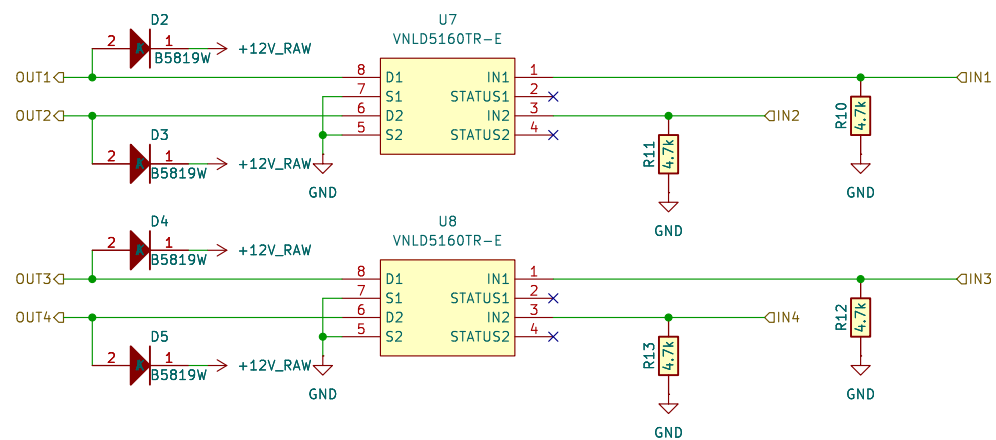 D2
U7
VNLD5160TR-E
2 1 +12V_RAW
B5819W
OUT1 8 D1 IN1 1 IN1
7 S1 STATUS1 2
OUT2 6 D2 IN2 3 IN2
5 S2 STATUS2 4
R10 4.7k
R11 4.7k
D3
2 1 +12V_RAW
B5819W
GND
GND
GND
D4
U8
VNLD5160TR-E
2 1 +12V_RAW
B5819W
OUT3 8 D1 IN1 1 IN3
7 S1 STATUS1 2
OUT4 6 D2 IN2 3 IN4
5 S2 STATUS2 4
R12 4.7k
R13 4.7k
D5
2 1 +12V_RAW
B5819W
GND
GND
GND